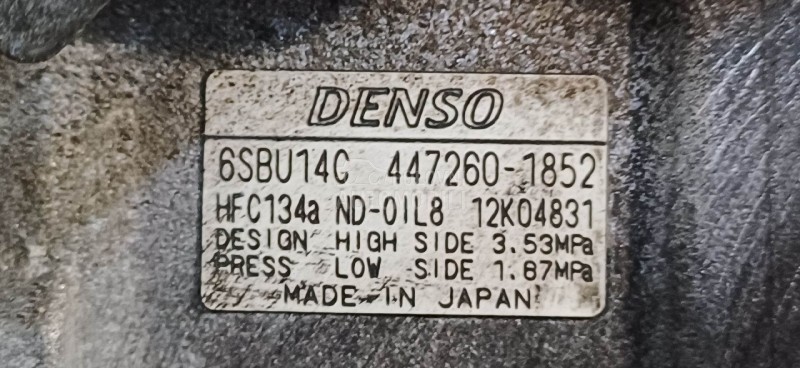 DENSO
6SBU14C 447260-1852
HFC134a ND-OIL8 12K04831
DESIGN HIGH SIDE 3.53MPa
PRESS LOW SIDE 1.87MPa
MADE IN JAPAN